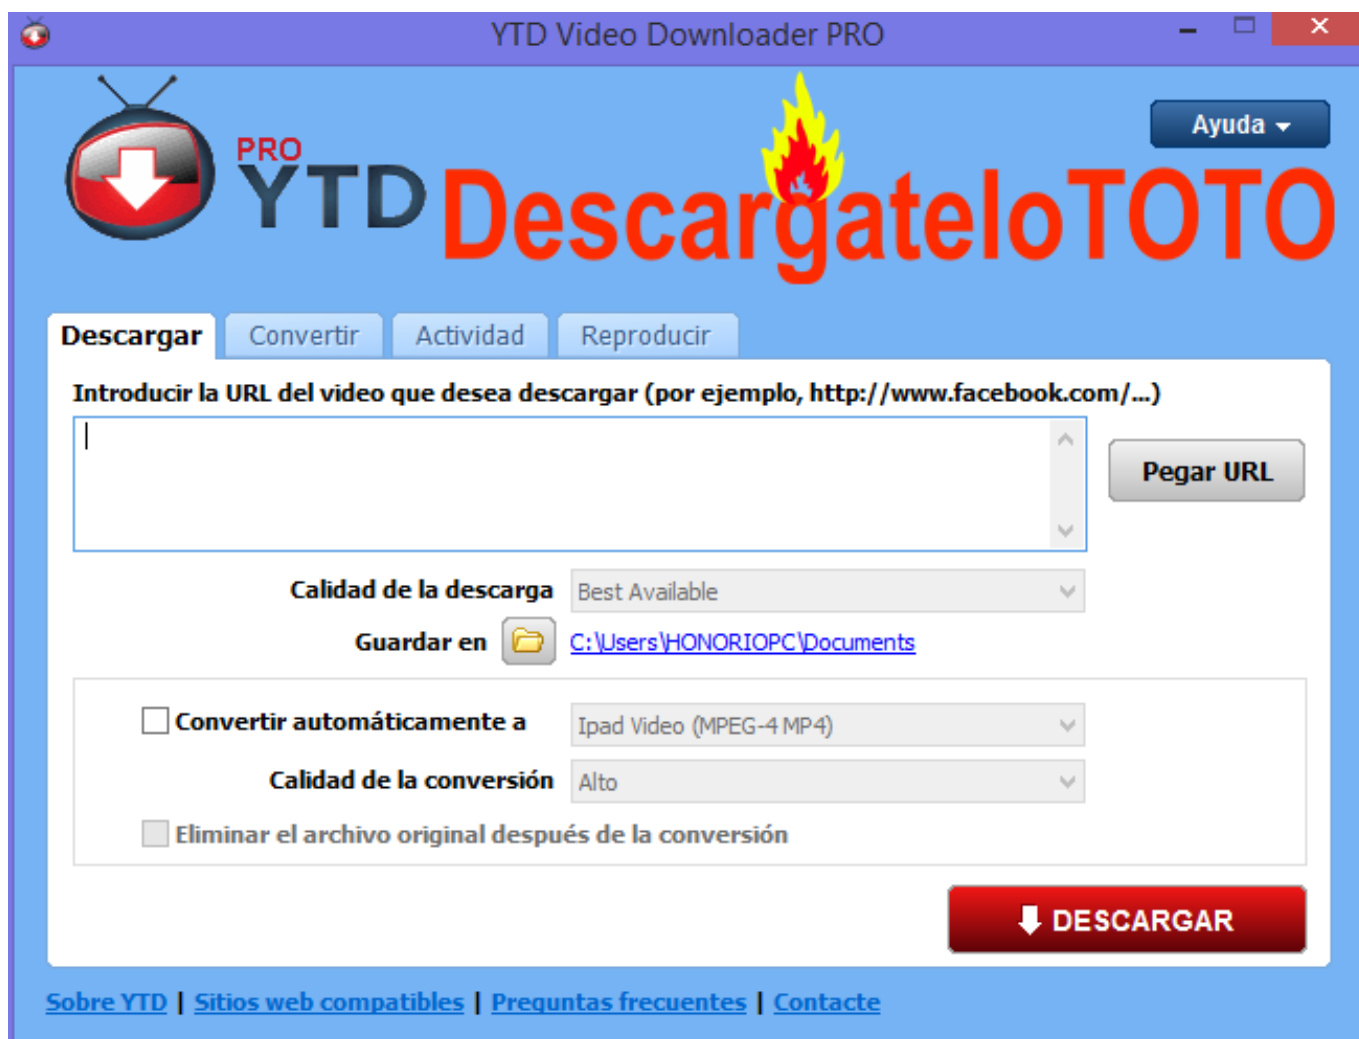 YTD Video Downloader PRO
Ayuda
PRO
YTD DescargateloTOTO
Descargar Convertir Actividad Reproducir
Introducir la URL del video que desea descargar (por ejemplo, http://www.facebook.com/...)
Pegar URL
Calidad de la descarga Best Available
Guardar en C:\Users\HONORIOPC\Documents
Convertir automáticamente a Ipad Video (MPEG-4 MP4)
Calidad de la conversión Alto
Eliminar el archivo original después de la conversión
DESCARGAR
Sobre YTD | Sitios web compatibles | Preguntas frecuentes | Contacte